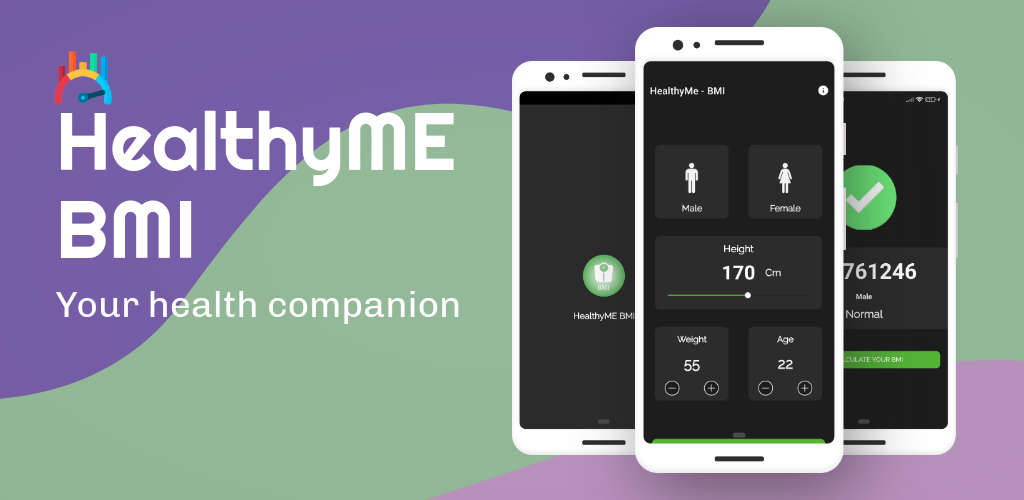 HealthyME
BMI
Your health companion
BMI
HealthyME BMI
HealthyMe - BMI
Male
Female
Height
170 Cm
Weight
55
Age
22
761246
Male
Normal
CULATE YOUR BMI